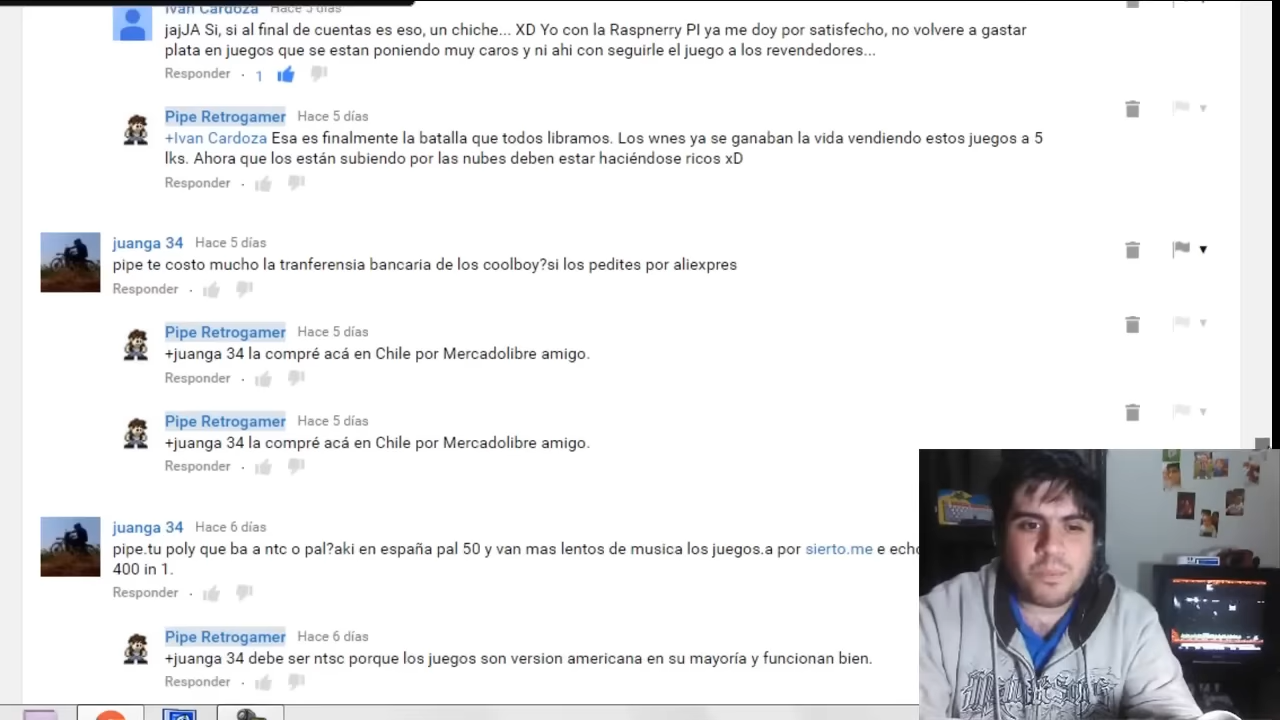 Ivan Cardoza Hace 5 días
jajJA Si, si al final de cuentas es eso, un chiche... XD Yo con la Raspnerry PI ya me doy por satisfecho, no volvere a gastar
plata en juegos que se estan poniendo muy caros y ni ahi con seguirle el juego a los revendedores...
Responder · 1
Pipe Retrogamer Hace 5 días
+Ivan Cardoza Esa es finalmente la batalla que todos libramos. Los wnes ya se ganaban la vida vendiendo estos juegos a 5
lks. Ahora que los están subiendo por las nubes deben estar haciéndose ricos xD
Responder ·
juanga 34 Hace 5 días
pipe te costo mucho la tranferensia bancaria de los coolboy?si los pedites por aliexpres
Responder ·
Pipe Retrogamer Hace 5 días
+juanga 34 la compré acá en Chile por Mercadolibre amigo.
Responder ·
Pipe Retrogamer Hace 5 días
+juanga 34 la compré acá en Chile por Mercadolibre amigo.
Responder ·
juanga 34 Hace 6 días
pipe.tu poly que ba a ntc o pal?aki en españa pal 50 y van mas lentos de musica los juegos.a por sierto.me e echo
400 in 1.
Responder ·
Pipe Retrogamer Hace 6 días
+juanga 34 debe ser ntsc porque los juegos son version americana en su mayoría y funcionan bien.
Responder ·